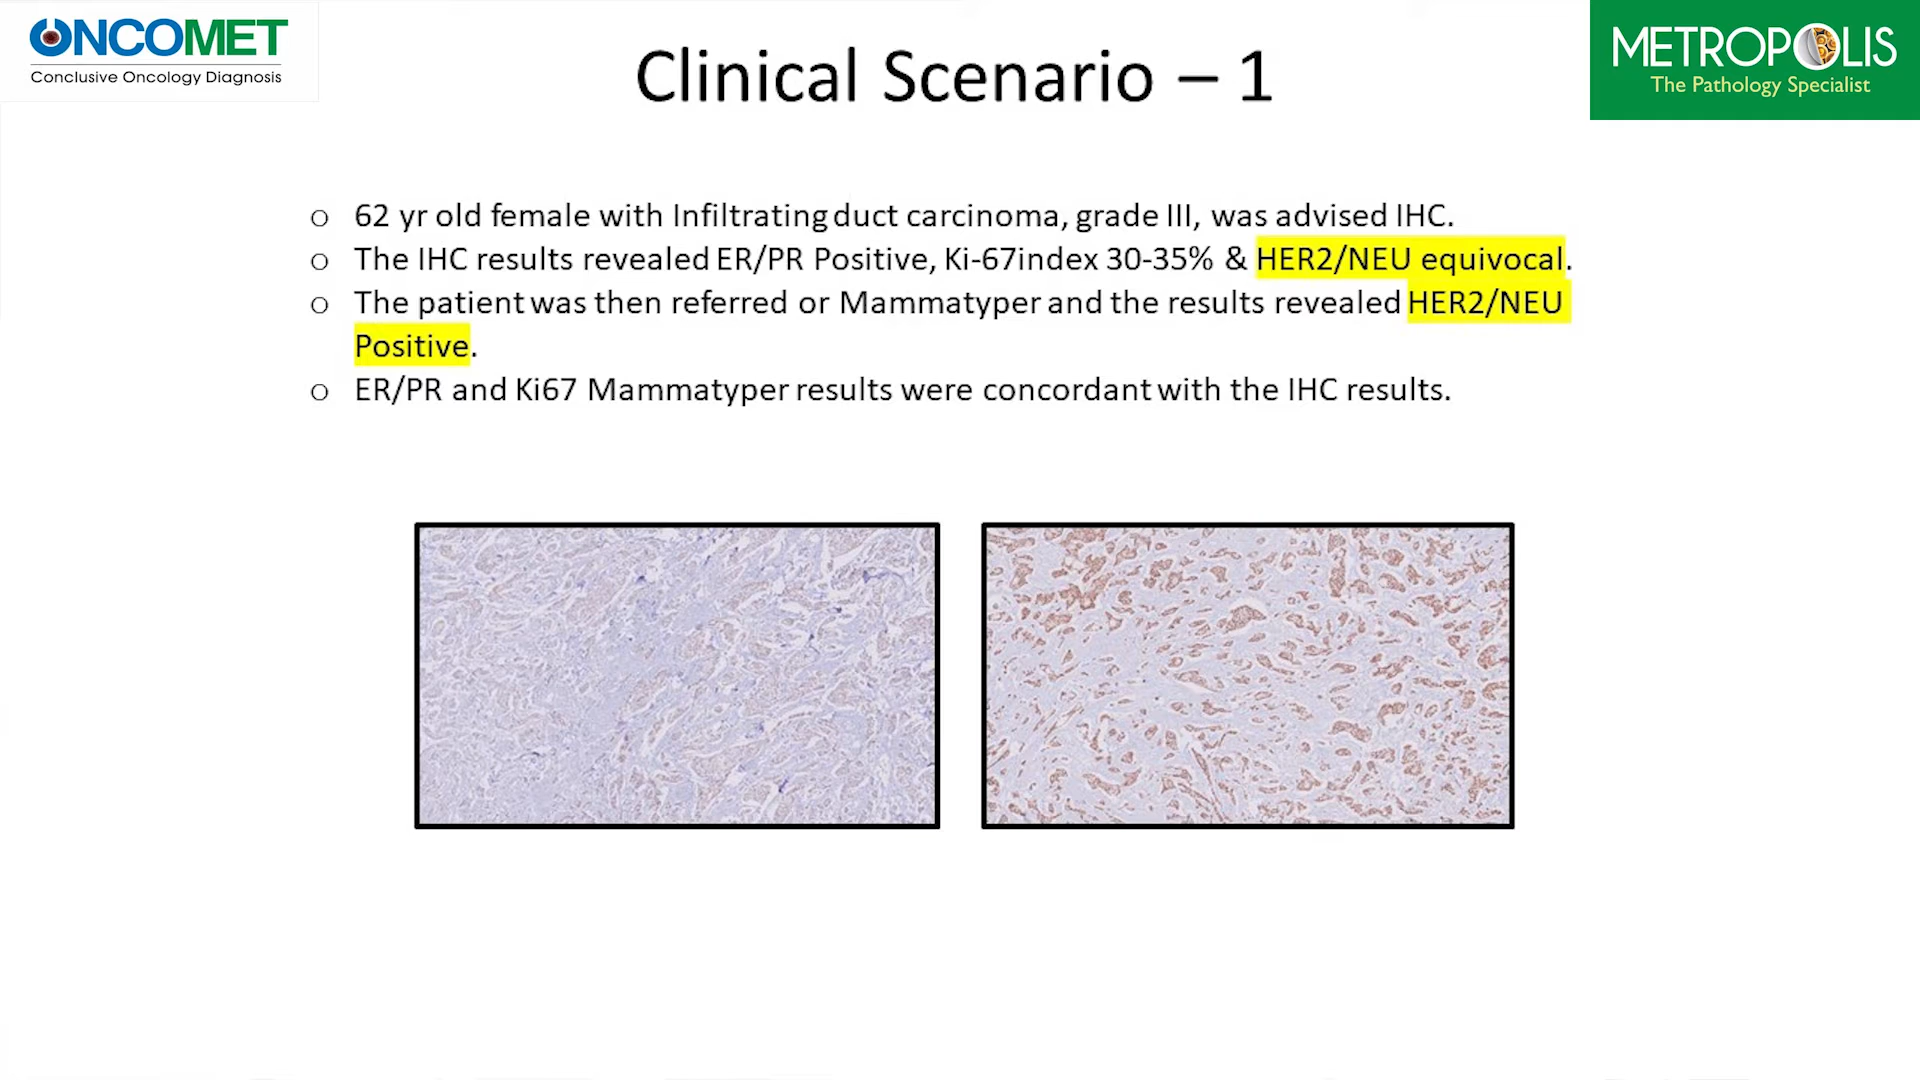 ONCOMET
Conclusive Oncology Diagnosis
Clinical Scenario – 1
METROPOLIS
The Pathology Specialist
o 62 yr old female with Infiltrating duct carcinoma, grade III, was advised IHC.
o The IHC results revealed ER/PR Positive, Ki-67index 30-35% & HER2/NEU equivocal.
o The patient was then referred or Mammatyper and the results revealed HER2/NEU
Positive.
o ER/PR and Ki67 Mammatyper results were concordant with the IHC results.